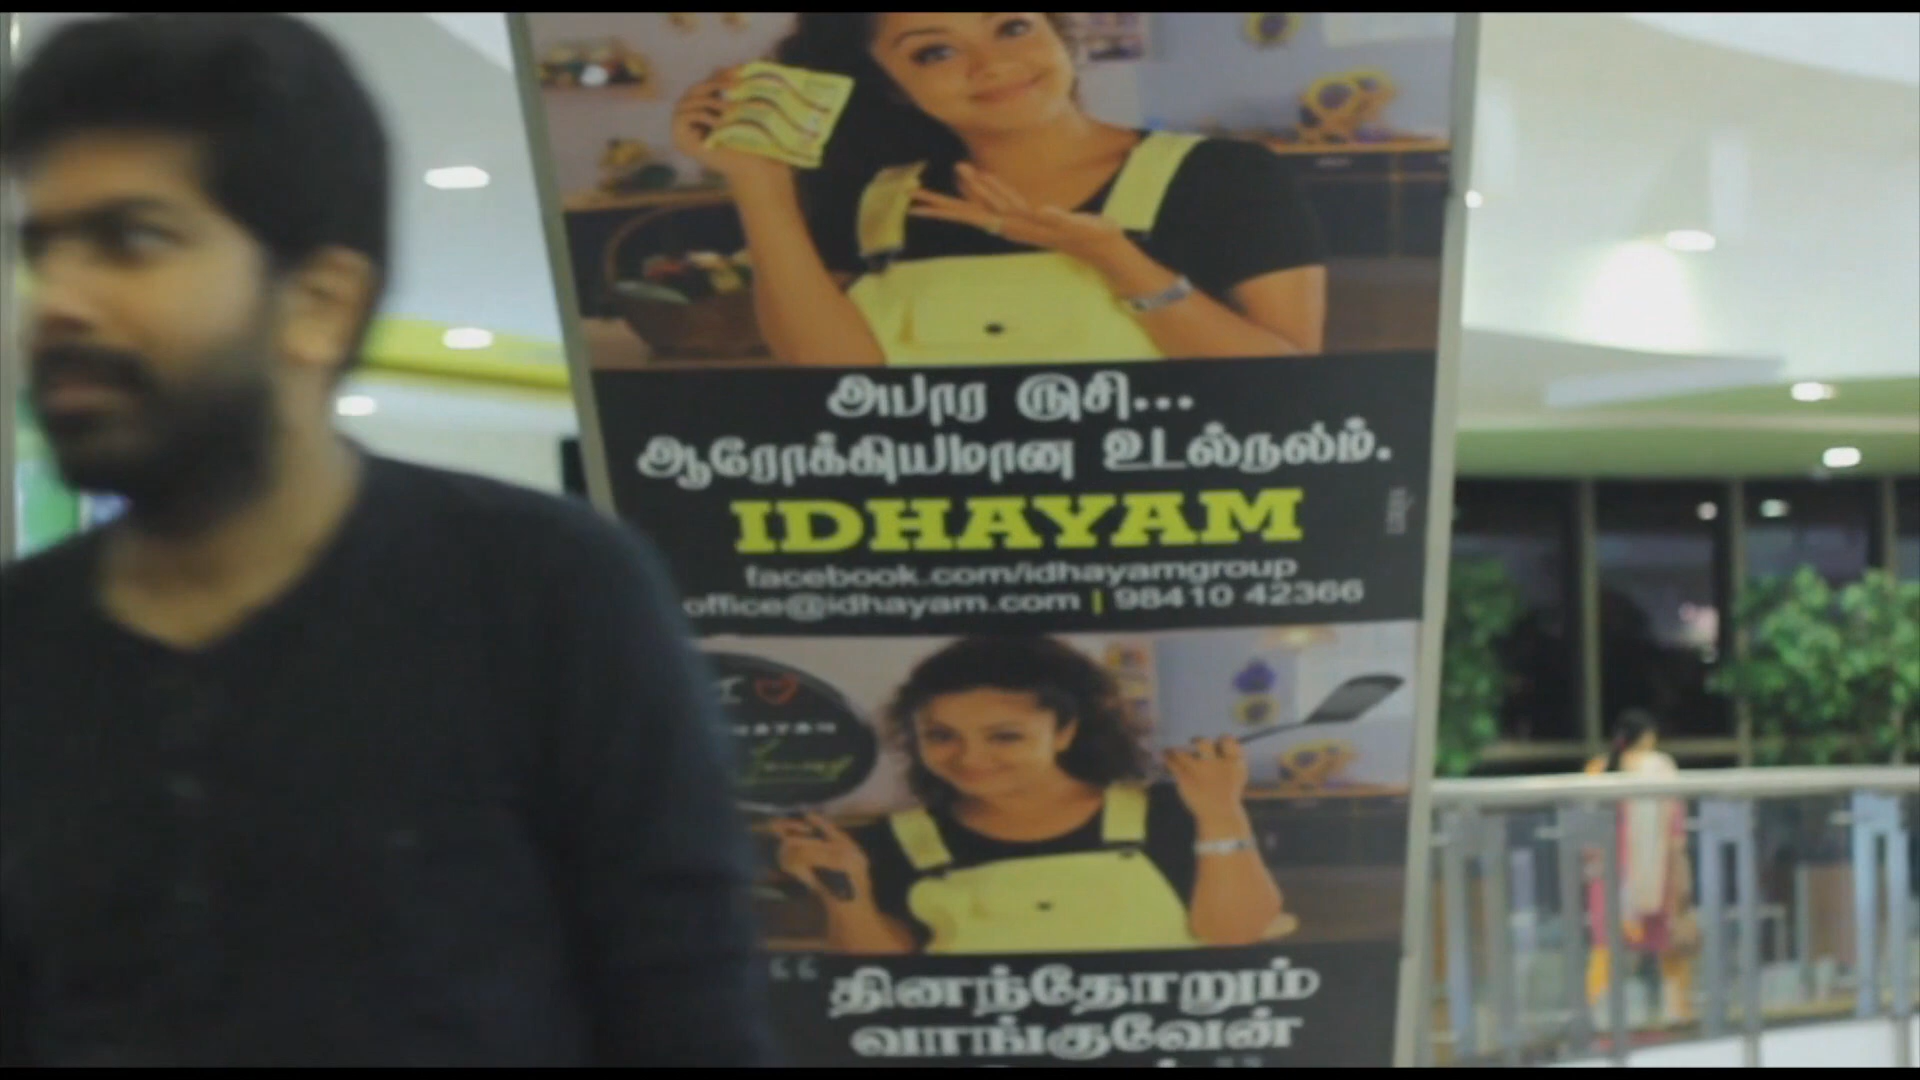 அபார ருசி...
ஆரோக்கியமான உடல்நலம்.
IDHAYAM
facebook.com/idhayamgroup
office@idhayam.com | 98410 42366
I ❤
“ தினந்தோறும்
வாங்குவேன்